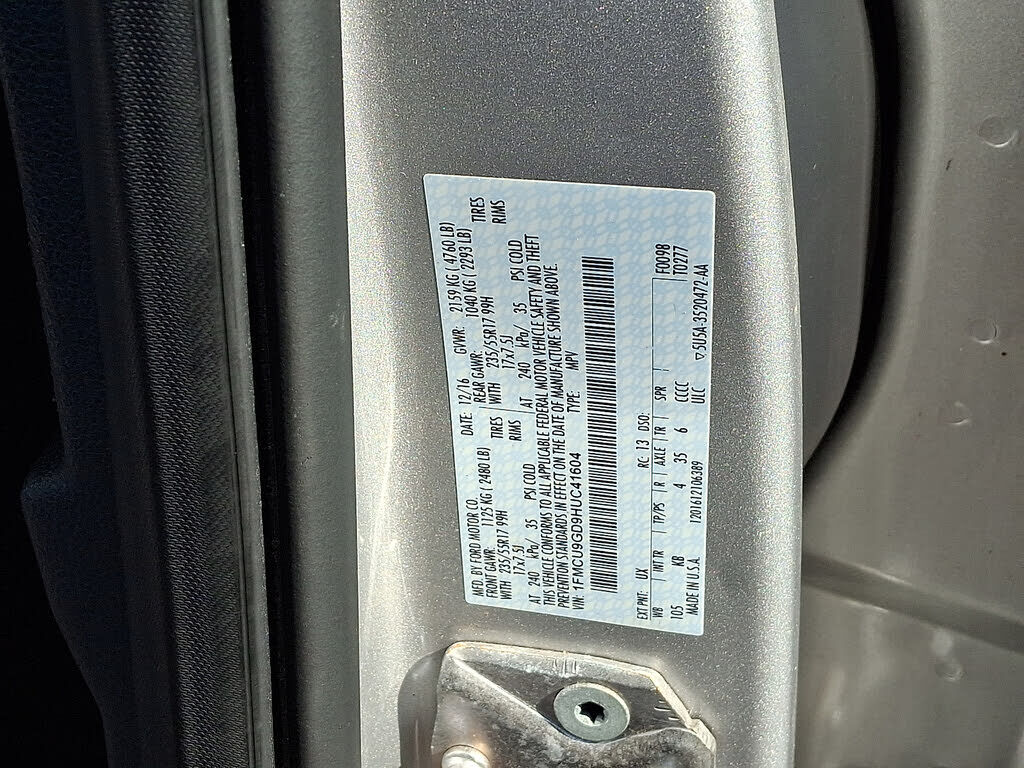 MFD. BY FORD MOTOR CO. DATE: 12/16 GVWR: 2159 KG (4760 LB)
FRONT GAWR: 1125 KG (2480 LB) REAR GAWR: 1040 KG (2293 LB)
WITH 235/55R17 99H TIRES WITH 235/55R17 99H TIRES
17x7.5J RIMS 17x7.5J RIMS
AT 240 kPa/ 35 PSI COLD AT 240 kPa/ 35 PSI COLD
THIS VEHICLE CONFORMS TO ALL APPLICABLE FEDERAL MOTOR VEHICLE SAFETY AND THEFT
PREVENTION STANDARDS IN EFFECT ON THE DATE OF MANUFACTURE SHOWN ABOVE.
VIN: 1FMCU9GD9HUC41604 TYPE: MPV
EXT PNT: UX RC: 13 DSO: F0098
WB INTR TP/PS R AXLE TR SPR T0277
105 KB 4 35 6 CCCC
MADE IN U.S.A. 1201612106389 ULC ▽5U5A-3520472-AA